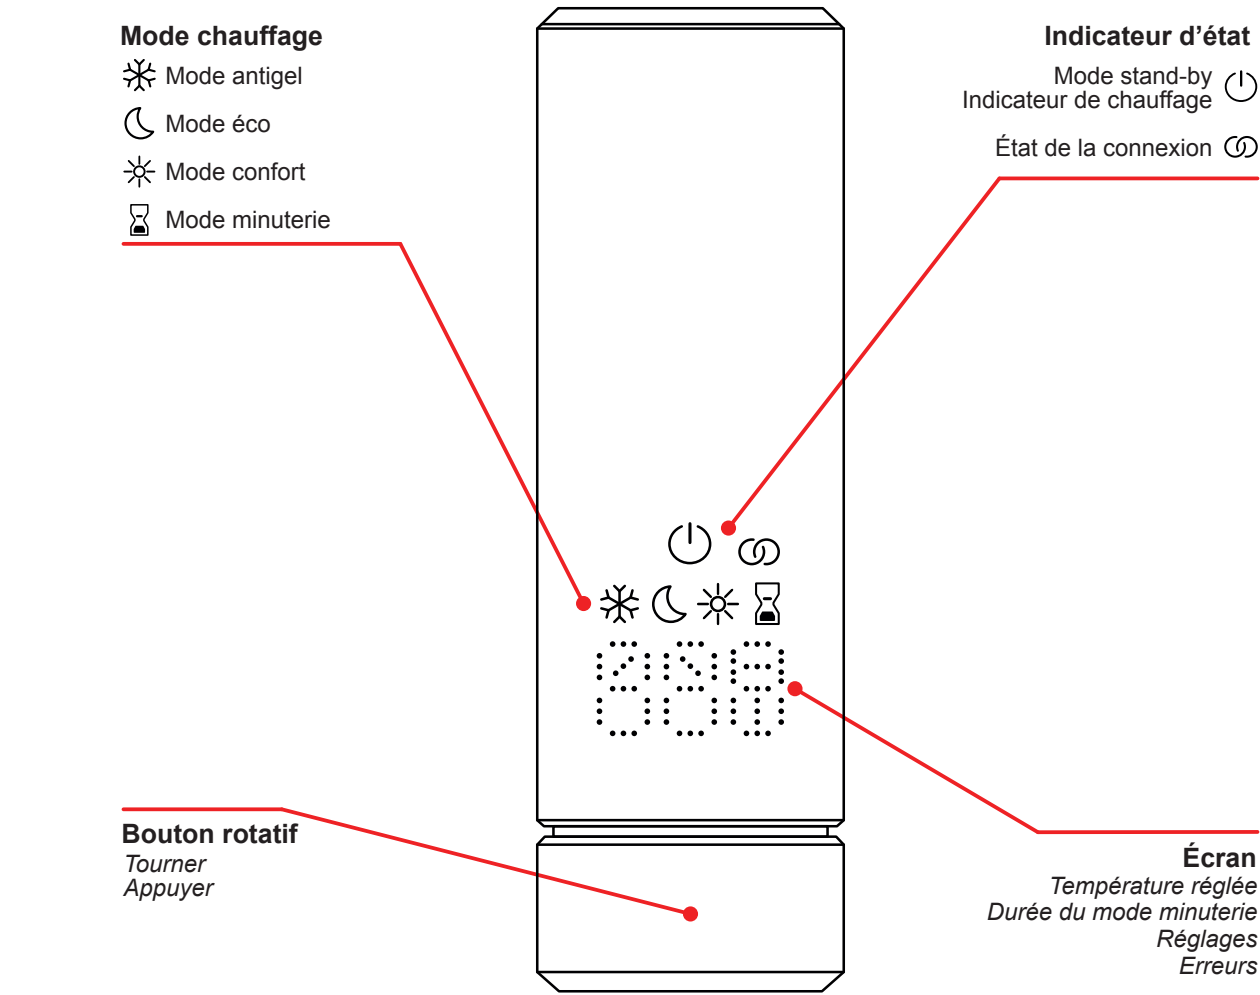 Mode chauffage
Mode antigel
Mode éco
Mode confort
Mode minuterie
Indicateur d’état
Mode stand-by
Indicateur de chauffage
État de la connexion
Bouton rotatif
Tourner
Appuyer
Écran
Température réglée
Durée du mode minuterie
Réglages
Erreurs